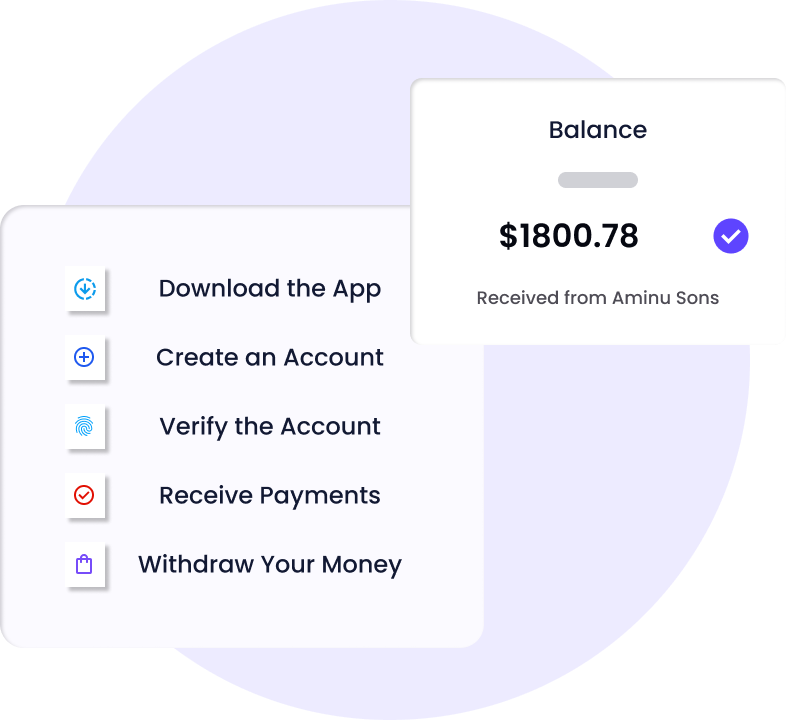 Balance
$1800.78
Received from Aminu Sons
Download the App
Create an Account
Verify the Account
Receive Payments
Withdraw Your Money